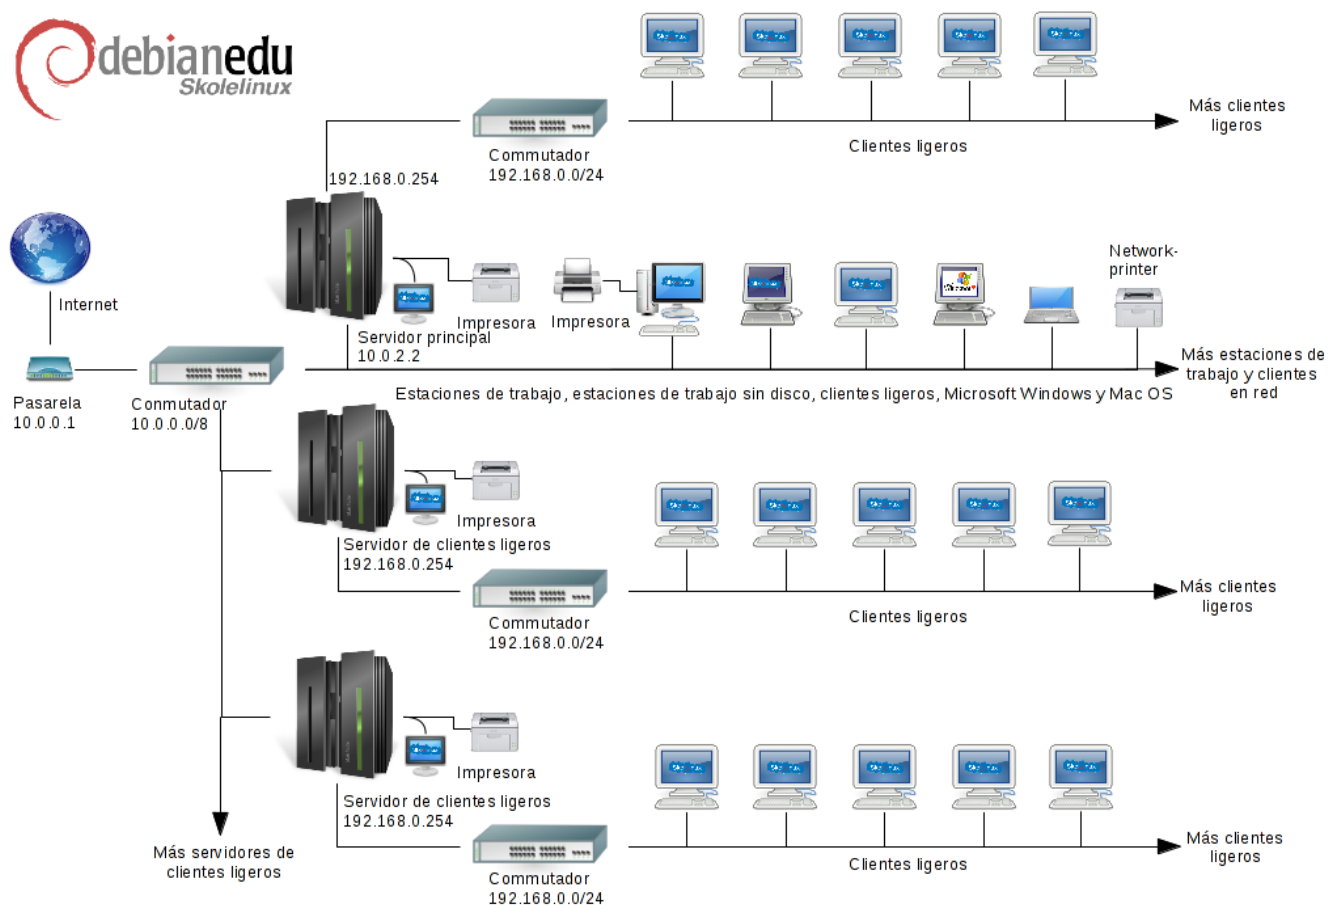 debianedu
Skolelinux
Más clientes
ligeros
Clientes ligeros
Commutador
192.168.0.0/24
192.168.0.254
Internet
Network-
printer
Impresora
Impresora
Servidor principal
10.0.2.2
Más estaciones de
trabajo y clientes
en red
Estaciones de trabajo, estaciones de trabajo sin disco, clientes ligeros, Microsoft Windows y Mac OS
Pasarela
10.0.0.1
Conmutador
10.0.0.0/8
Impresora
Servidor de clientes ligeros
192.168.0.254
Más clientes
ligeros
Clientes ligeros
Commutador
192.168.0.0/24
Impresora
Servidor de clientes ligeros
192.168.0.254
Más clientes
ligeros
Clientes ligeros
Más servidores de
clientes ligeros
Commutador
192.168.0.0/24